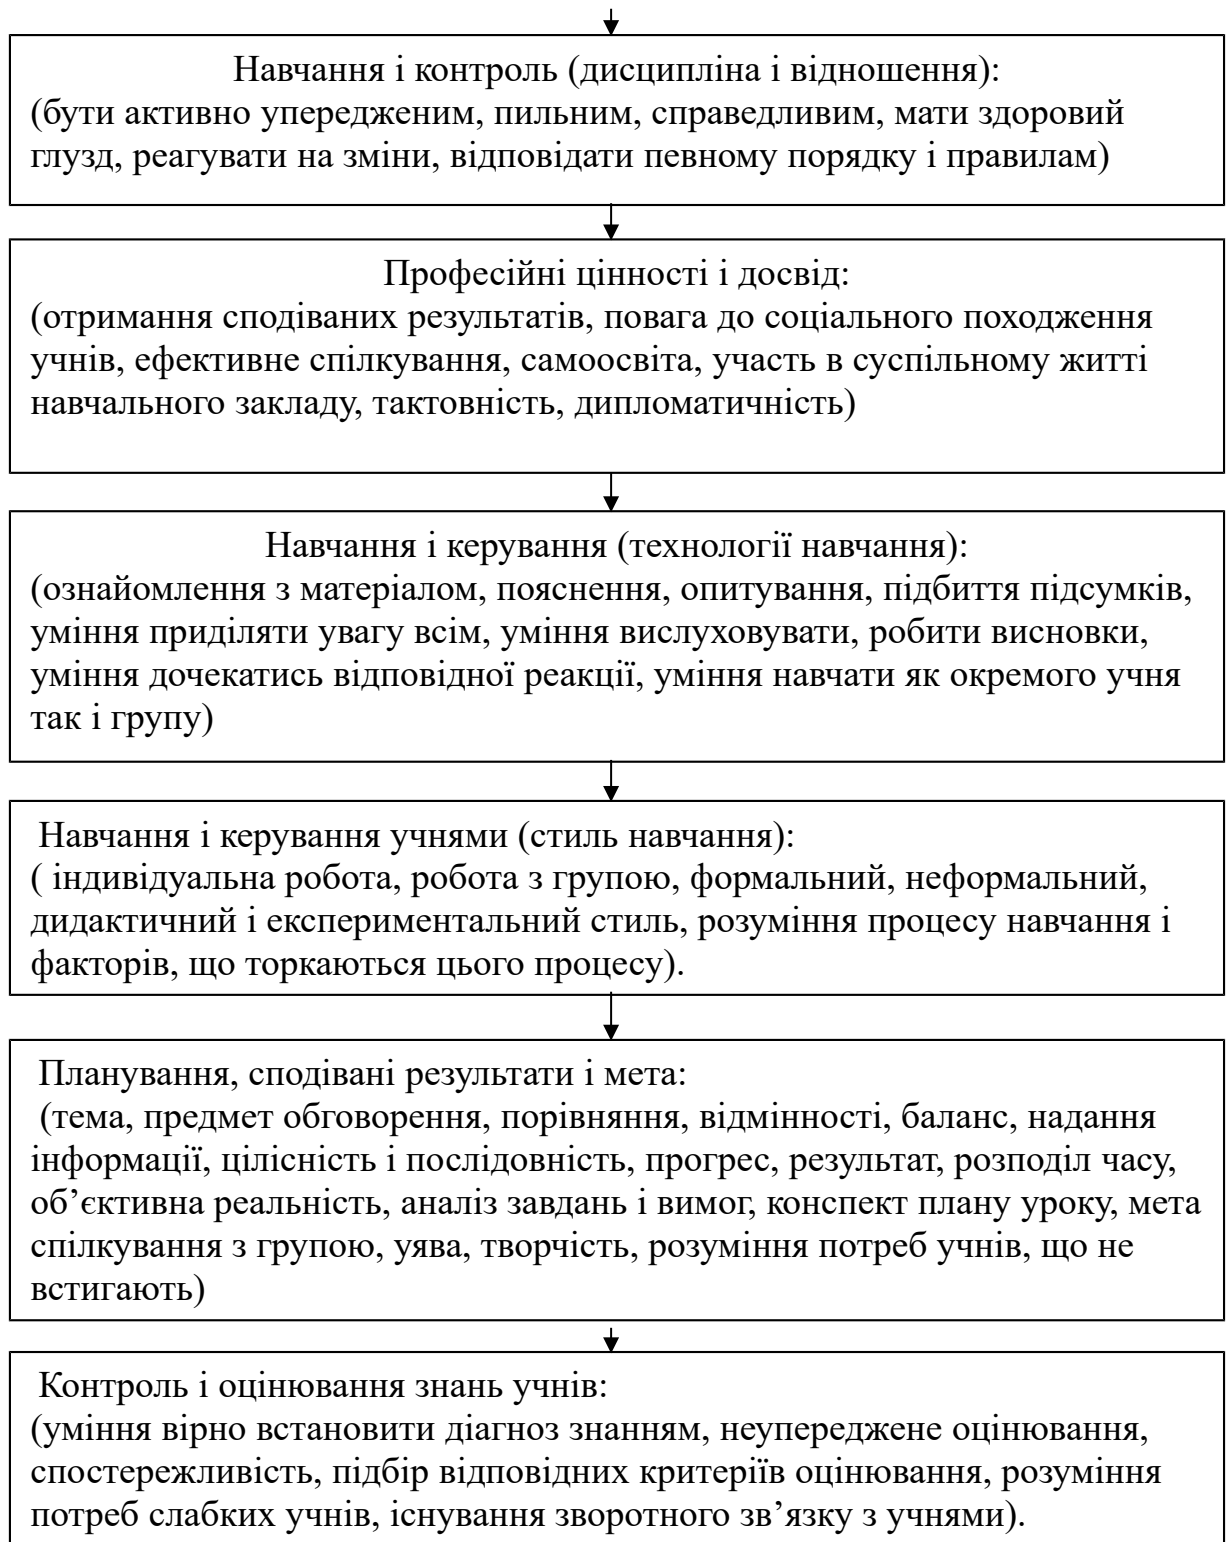 Навчання і контроль (дисципліна і відношення):
(бути активно упередженим, пильним, справедливим, мати здоровий
глузд, реагувати на зміни, відповідати певному порядку і правилам)
Професійні цінності і досвід:
(отримання сподіваних результатів, повага до соціального походження
учнів, ефективне спілкування, самоосвіта, участь в суспільному житті
навчального закладу, тактовність, дипломатичність)
Навчання і керування (технології навчання):
(ознайомлення з матеріалом, пояснення, опитування, підбиття підсумків,
уміння приділяти увагу всім, уміння вислуховувати, робити висновки,
уміння дочекатись відповідної реакції, уміння навчати як окремого учня
так і групу)
Навчання і керування учнями (стиль навчання):
( індивідуальна робота, робота з групою, формальний, неформальний,
дидактичний і експериментальний стиль, розуміння процесу навчання і
факторів, що торкаються цього процесу).
Планування, сподівані результати і мета:
(тема, предмет обговорення, порівняння, відмінності, баланс, надання
інформації, цілісність і послідовність, прогрес, результат, розподіл часу,
об’єктивна реальність, аналіз завдань і вимог, конспект плану уроку, мета
спілкування з групою, уява, творчість, розуміння потреб учнів, що не
встигають)
Контроль і оцінювання знань учнів:
(уміння вірно встановити діагноз знанням, неупереджене оцінювання,
спостережливість, підбір відповідних критеріїв оцінювання, розуміння
потреб слабких учнів, існування зворотного зв’язку з учнями).